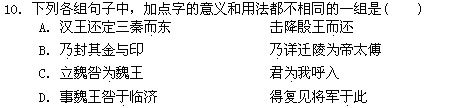 10. 下列各组句子中，加点字的意义和用法都不相同的一组是(    )
A. 汉王还定三秦而东    击降殷王而还
B. 乃封其金与印    乃详迁陵为帝太傅
C. 立魏咎为魏王    君为我呼入
D. 事魏王咎于临济    得复见将军于此